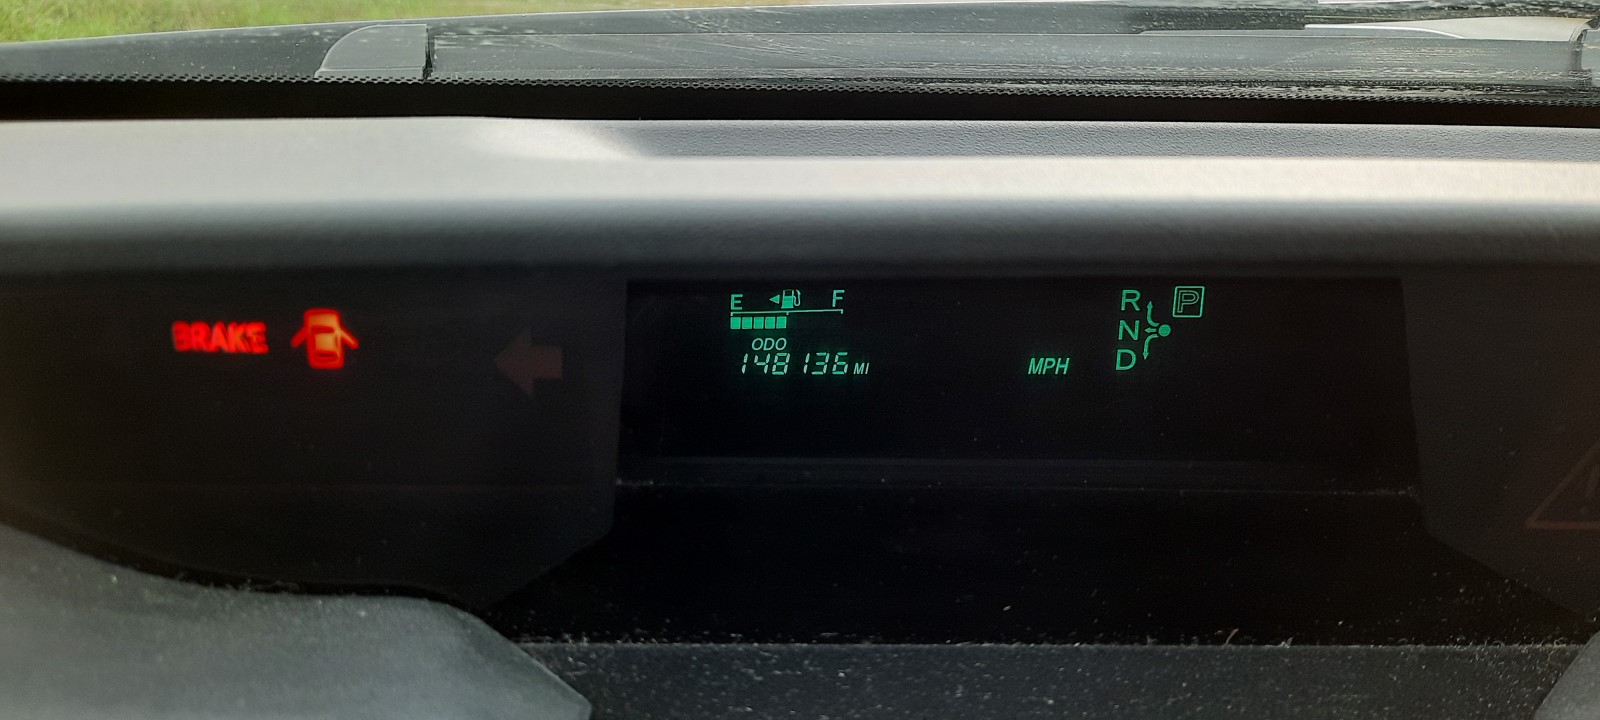 BRAKE
E F
ODO
148136 MI
MPH
R P
N
D